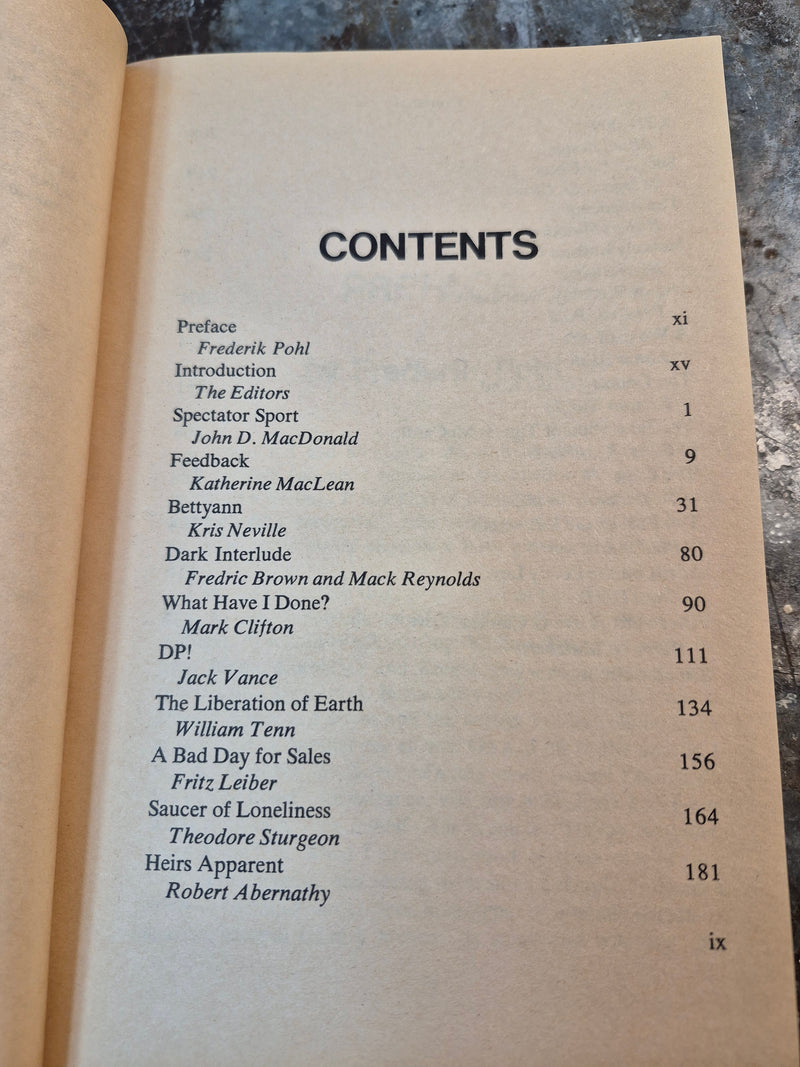 CONTENTS
Preface xi
Frederik Pohl
Introduction xv
The Editors
Spectator Sport 1
John D. MacDonald
Feedback 9
Katherine MacLean
Bettyann 31
Kris Neville
Dark Interlude 80
Fredric Brown and Mack Reynolds
What Have I Done? 90
Mark Clifton
DP! 111
Jack Vance
The Liberation of Earth 134
William Tenn
A Bad Day for Sales 156
Fritz Leiber
Saucer of Loneliness 164
Theodore Sturgeon
Heirs Apparent 181
Robert Abernathy
ix